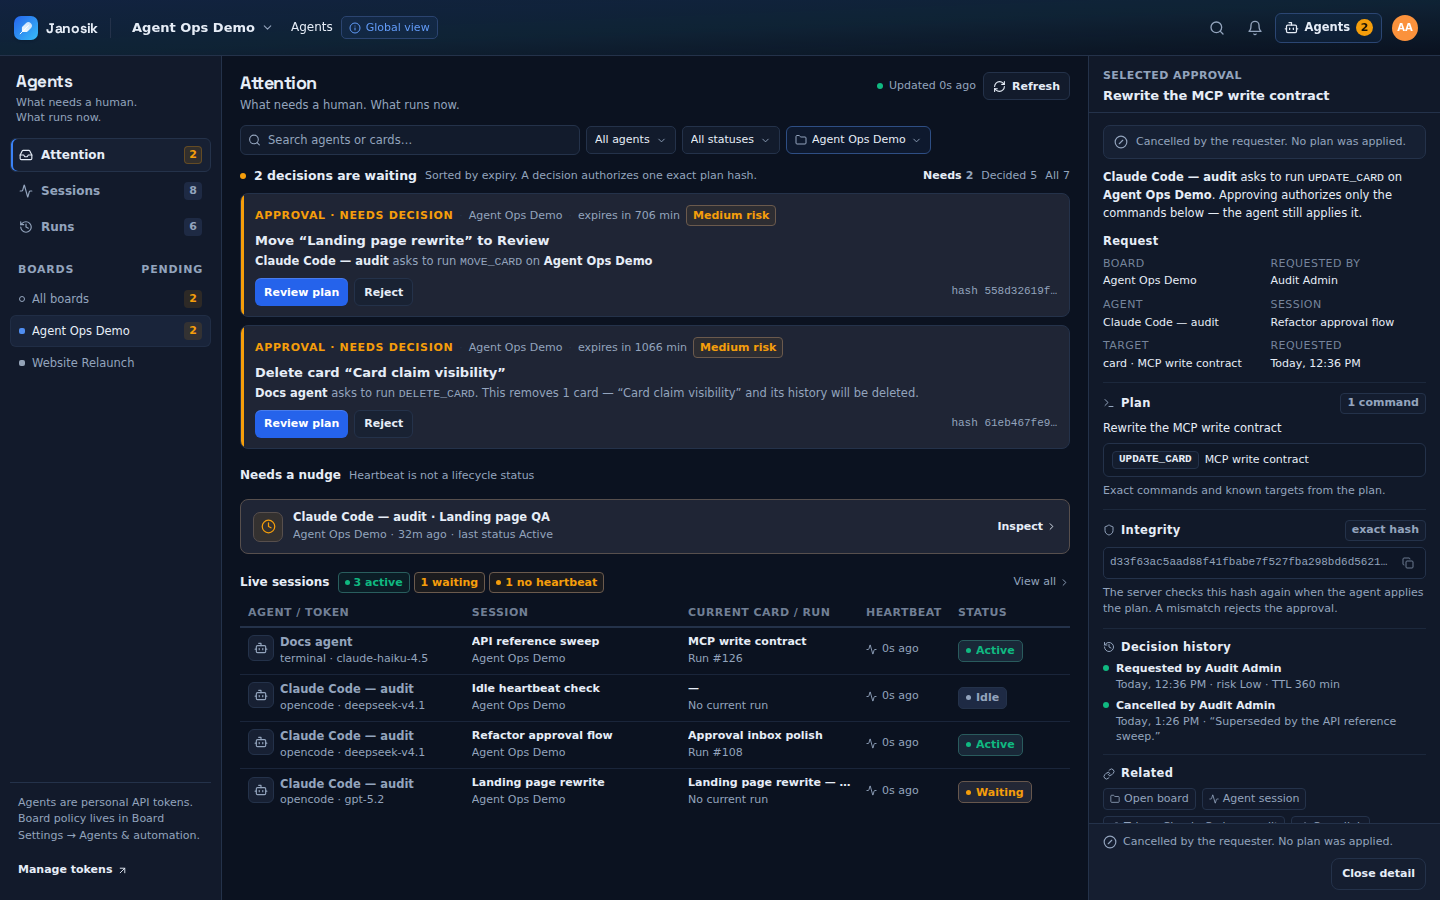 Janosik
Agent Ops Demo
Agents
Global view
Agents 2
AA
Agents
What needs a human.
What runs now.
Attention 2
Sessions 8
Runs 6
BOARDS PENDING
All boards 2
Agent Ops Demo 2
Website Relaunch
Agents are personal API tokens.
Board policy lives in Board
Settings → Agents & automation.
Manage tokens
Attention
What needs a human. What runs now.
Updated 0s ago
Refresh
Search agents or cards…
All agents
All statuses
Agent Ops Demo
2 decisions are waiting Sorted by expiry. A decision authorizes one exact plan hash.
Needs 2 Decided 5 All 7
APPROVAL · NEEDS DECISION Agent Ops Demo expires in 706 min Medium risk
Move “Landing page rewrite” to Review
Claude Code — audit asks to run MOVE_CARD on Agent Ops Demo
Review plan Reject hash 558d32619f…
APPROVAL · NEEDS DECISION Agent Ops Demo expires in 1066 min Medium risk
Delete card “Card claim visibility”
Docs agent asks to run DELETE_CARD. This removes 1 card — “Card claim visibility” and its history will be deleted.
Review plan Reject hash 61eb467fe9…
Needs a nudge Heartbeat is not a lifecycle status
Claude Code — audit · Landing page QA
Agent Ops Demo · 32m ago · last status Active
Inspect
Live sessions 3 active 1 waiting 1 no heartbeat View all
AGENT / TOKEN SESSION CURRENT CARD / RUN HEARTBEAT STATUS
Docs agent API reference sweep MCP write contract 0s ago Active
terminal · claude-haiku-4.5 Agent Ops Demo Run #126
Claude Code — audit Idle heartbeat check — 0s ago Idle
opencode · deepseek-v4.1 Agent Ops Demo No current run
Claude Code — audit Refactor approval flow Approval inbox polish 0s ago Active
opencode · deepseek-v4.1 Agent Ops Demo Run #108
Claude Code — audit Landing page rewrite Landing page rewrite — … 0s ago Waiting
opencode · gpt-5.2 Agent Ops Demo No current run
SELECTED APPROVAL
Rewrite the MCP write contract
Cancelled by the requester. No plan was applied.
Claude Code — audit asks to run UPDATE_CARD on
Agent Ops Demo. Approving authorizes only the
commands below — the agent still applies it.
Request
BOARD REQUESTED BY
Agent Ops Demo Audit Admin
AGENT SESSION
Claude Code — audit Refactor approval flow
TARGET REQUESTED
card · MCP write contract Today, 12:36 PM
Plan 1 command
Rewrite the MCP write contract
UPDATE_CARD MCP write contract
Exact commands and known targets from the plan.
Integrity exact hash
d33f63ac5aad88f41fbabe7f527fba298bd6d5621…
The server checks this hash again when the agent applies
the plan. A mismatch rejects the approval.
Decision history
Requested by Audit Admin
Today, 12:36 PM · risk Low · TTL 360 min
Cancelled by Audit Admin
Today, 1:26 PM · “Superseded by the API reference
sweep.”
Related
Open board Agent session
Cancelled by the requester. No plan was applied.
Close detail